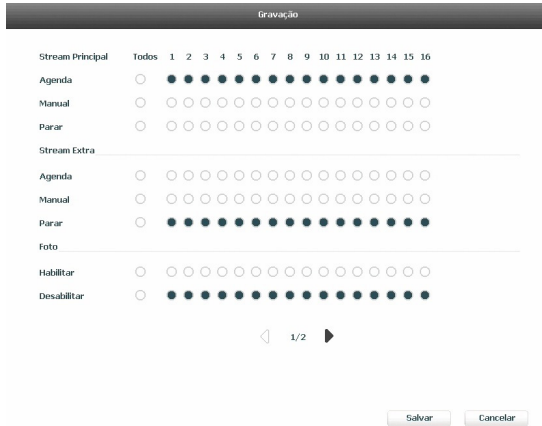 Gravação
Stream Principal Todos 1 2 3 4 5 6 7 8 9 10 11 12 13 14 15 16
Agenda
Manual
Parar
Stream Extra
Agenda
Manual
Parar
Foto
Habilitar
Desabilitar
1/2
Salvar Cancelar